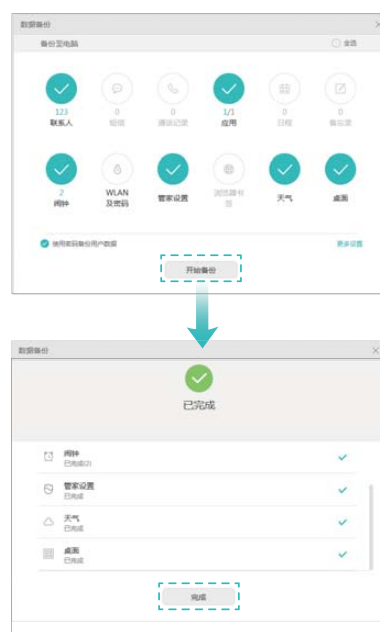 数据备份
备份至电脑
全选
123 0 0 1/1 0 0
联系人 短信 通话记录 应用 日程 备忘录
2 WLAN 管家设置 浏览器书 天气 桌面
闹钟 及密码 签
使用密码备份用户数据 更多设置
开始备份
数据备份
已完成
闹钟
已完成(2)
管家设置
已完成
天气
已完成
桌面
已完成
完成